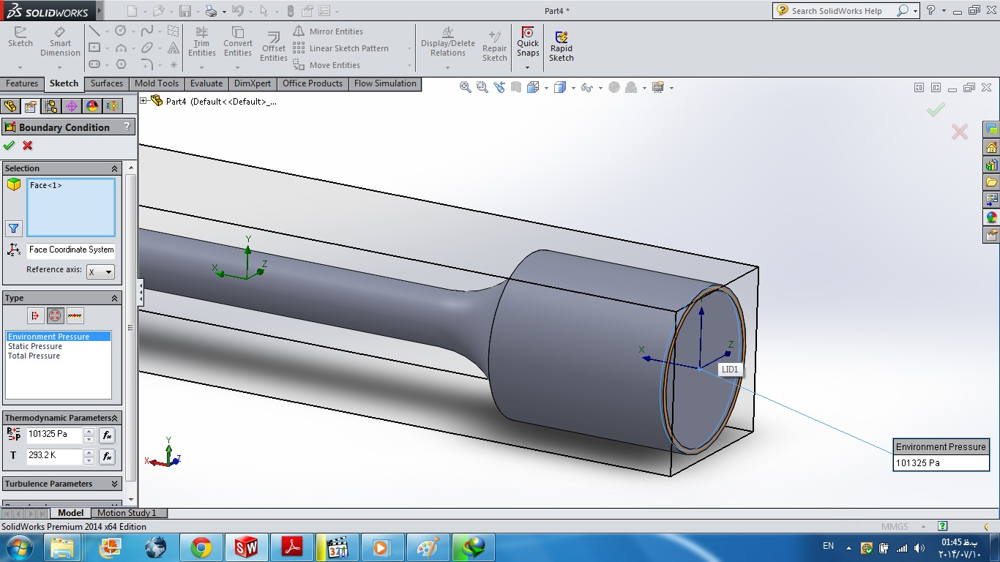 SOLIDWORKS
Part4 *
Search SolidWorks Help
Sketch
Smart Dimension
Trim Entities
Convert Entities
Offset Entities
Mirror Entities
Linear Sketch Pattern
Move Entities
Display/Delete Relations
Repair Sketch
Quick Snaps
Rapid Sketch
Features
Sketch
Surfaces
Mold Tools
Evaluate
DimXpert
Office Products
Flow Simulation
Part4 (Default<<Default>_...
Boundary Condition
?
Selection
Face<1>
Face Coordinate System
Reference axis: X
Type
Environment Pressure
Static Pressure
Total Pressure
Thermodynamic Parameters
101325 Pa
T 293.2 K
Turbulence Parameters
Y
X
Z
X
Z
LID1
Environment Pressure
101325 Pa
Y
X
Z
Model
Motion Study 1
SolidWorks Premium 2014 x64 Edition
MMGS
EN
01:45 ب.ظ
۲۰۱۴/۰۷/۱۰